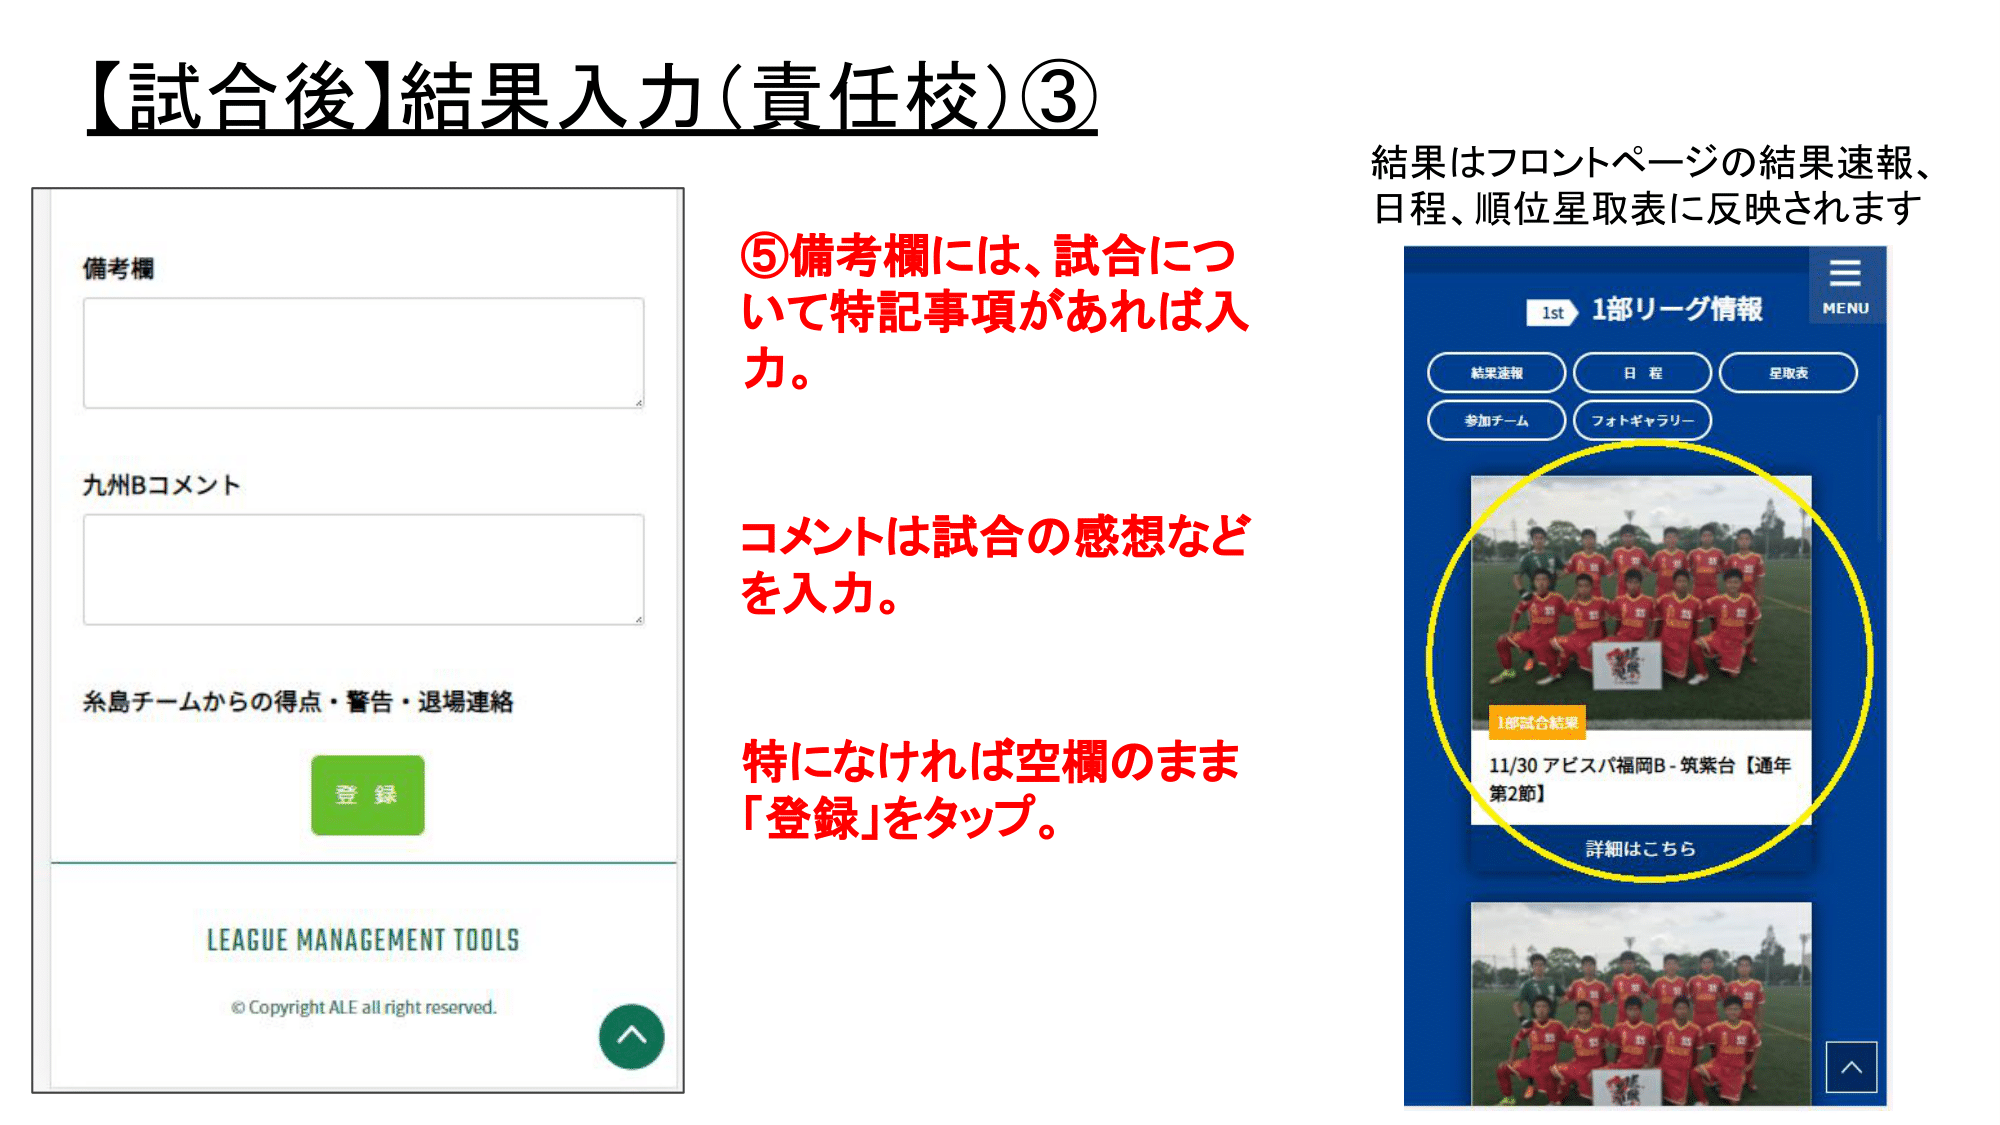 【試合後】結果入力（責任校）③
結果はフロントページの結果速報、
日程、順位星取表に反映されます
備考欄
九州Bコメント
糸島チームからの得点・警告・退場連絡
登 録
LEAGUE MANAGEMENT TOOLS
© Copyright ALE all right reserved.
⑤備考欄には、試合につ
いて特記事項があれば入
力。
コメントは試合の感想など
を入力。
特になければ空欄のまま
「登録」をタップ。
MENU
1st 1部リーグ情報
結果速報 日 程 星取表
参加チーム フォトギャラリー
1部試合結果
11/30 アビスパ福岡B - 筑紫台【通年
第2節】
詳細はこちら